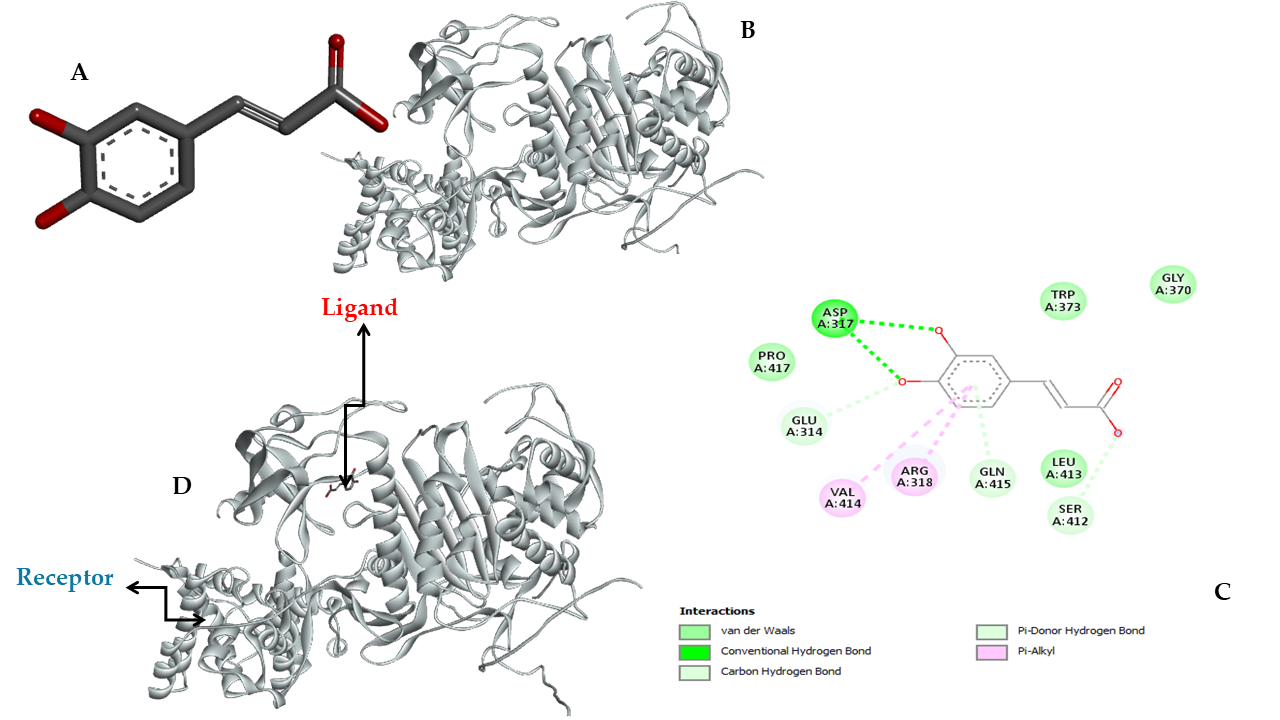 A
B
Ligand
D
Receptor
GLY
A:370
TRP
A:373
ASP
A:317
PRO
A:417
GLU
A:314
VAL
A:414
ARG
A:318
GLN
A:415
LEU
A:413
SER
A:412
O
O
O
O
C
Interactions
van der Waals
Conventional Hydrogen Bond
Carbon Hydrogen Bond
Pi-Donor Hydrogen Bond
Pi-Alkyl